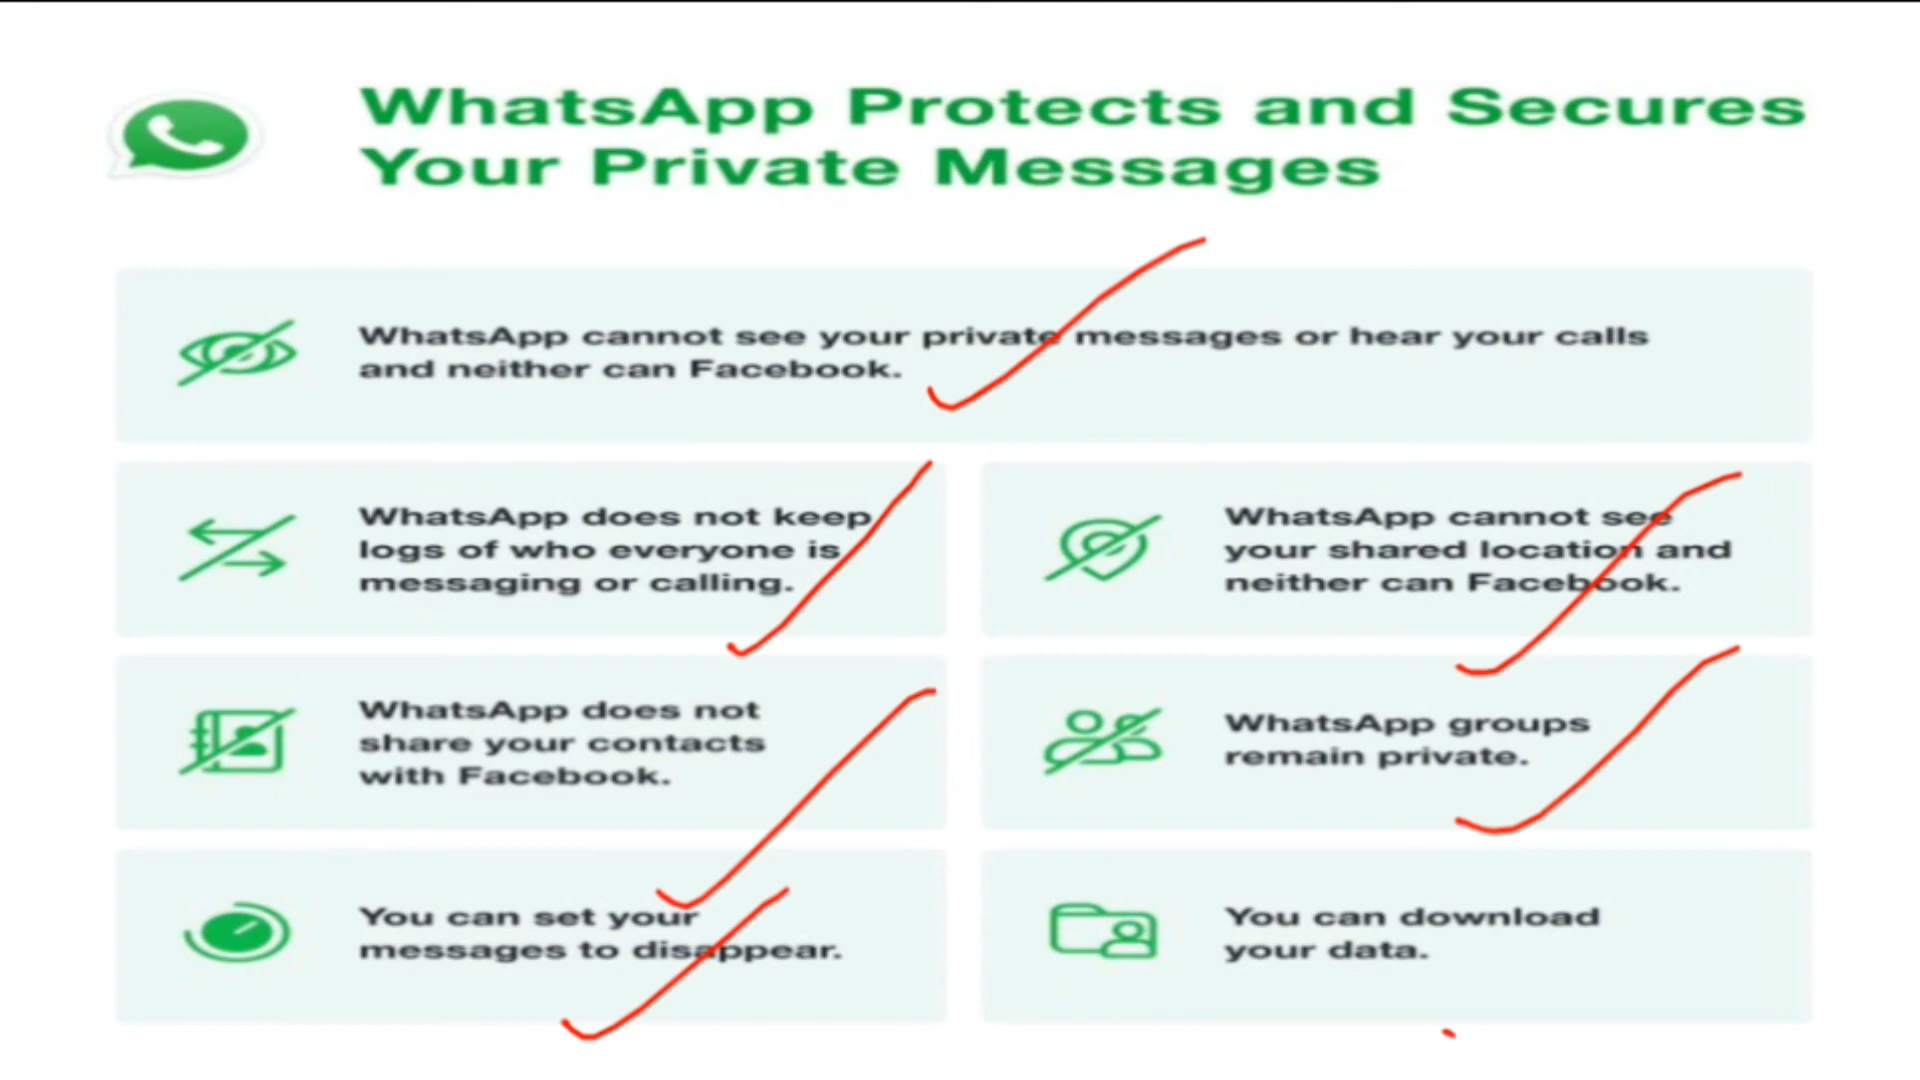 WhatsApp Protects and Secures
Your Private Messages
WhatsApp cannot see your private messages or hear your calls
and neither can Facebook.
WhatsApp does not keep
logs of who everyone is
messaging or calling.
WhatsApp cannot see
your shared location and
neither can Facebook.
WhatsApp does not
share your contacts
with Facebook.
WhatsApp groups
remain private.
You can set your
messages to disappear.
You can download
your data.